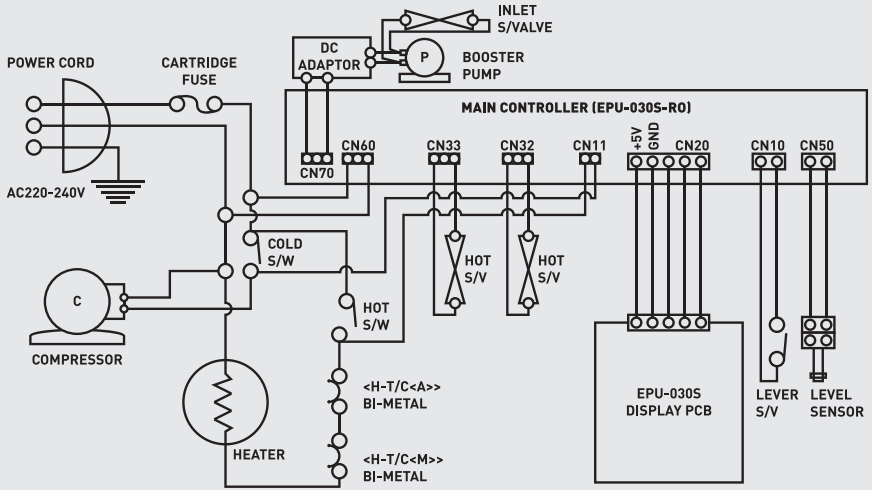 INLET
S/VALVE
DC
ADAPTOR
P
BOOSTER
PUMP
POWER CORD
CARTRIDGE
FUSE
MAIN CONTROLLER (EPU-030S-RO)
CN70
CN60
CN33
CN32
CN11
+5V
GND
CN20
CN10
CN50
AC220-240V
COLD
S/W
HOT
S/V
HOT
S/V
C
COMPRESSOR
HOT
S/W
<H-T/C<A>>
BI-METAL
<H-T/C<M>>
BI-METAL
HEATER
EPU-030S
DISPLAY PCB
LEVER
S/V
LEVEL
SENSOR